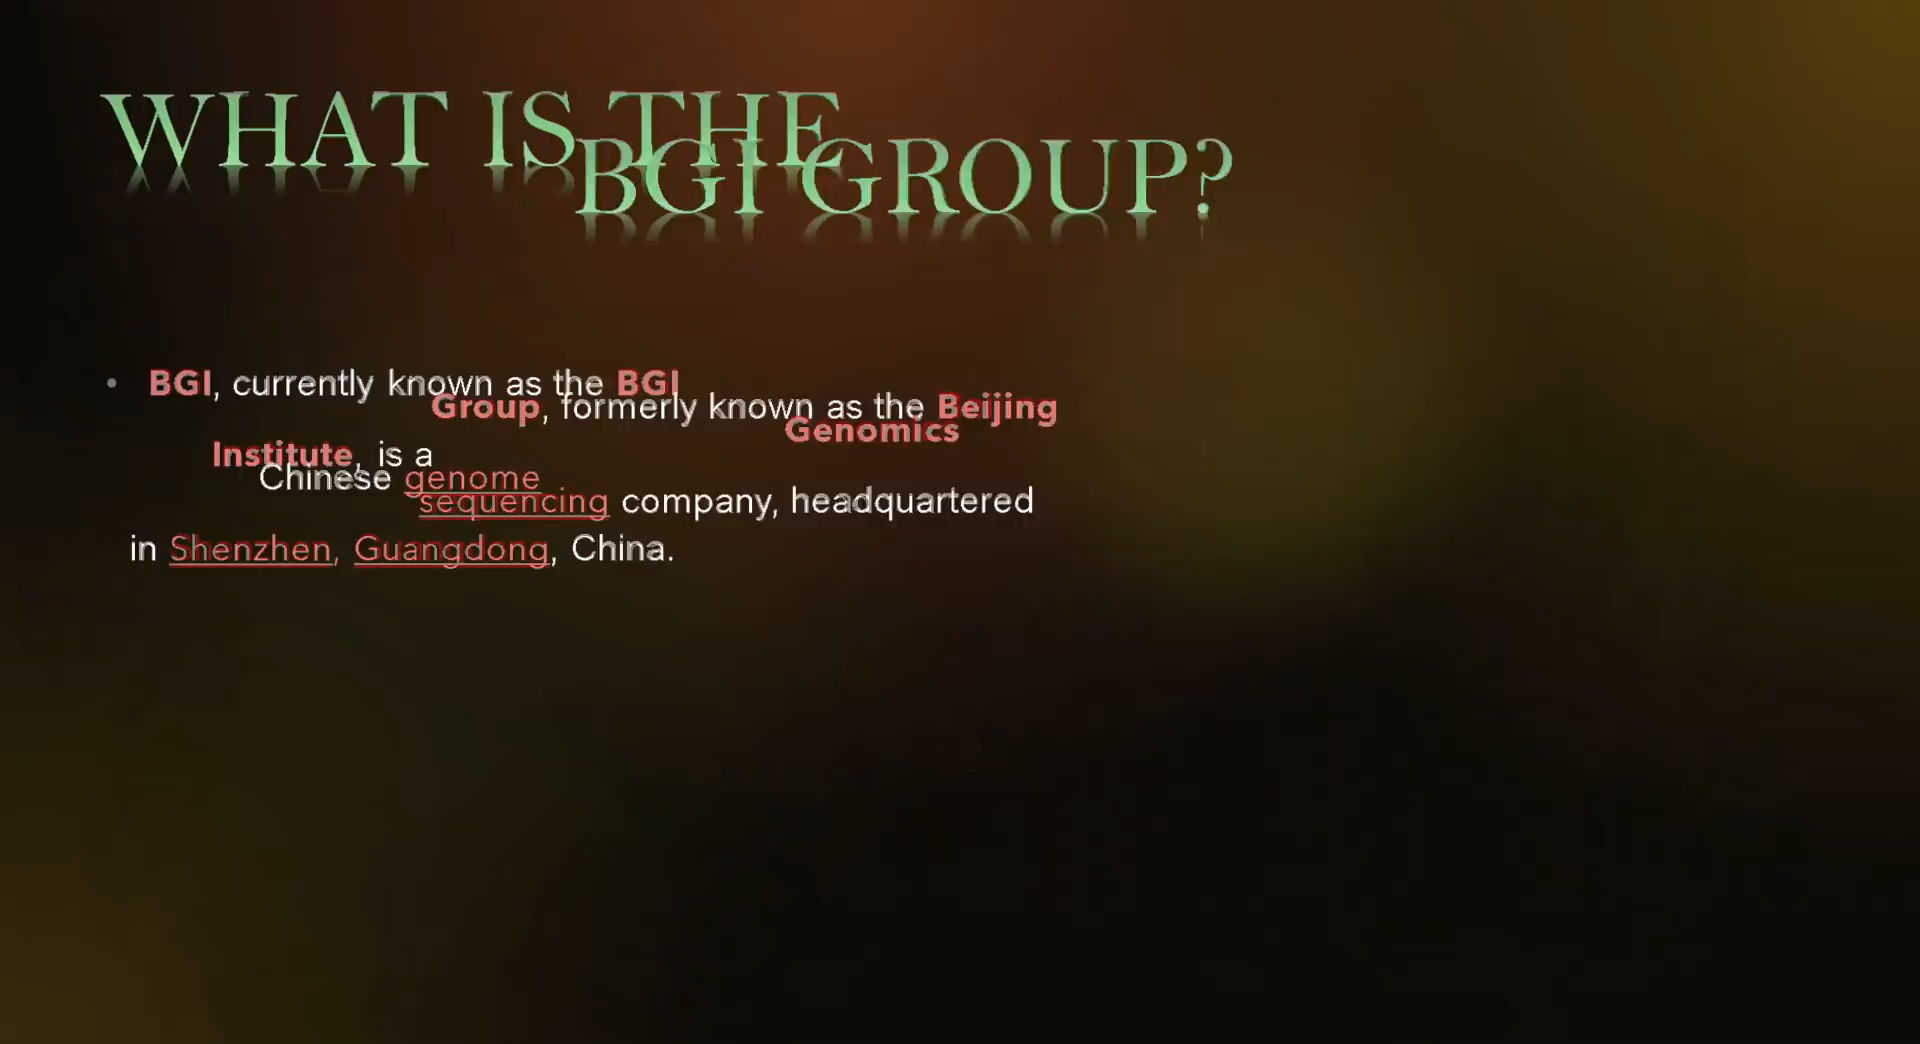 WHAT IS THE
BGI GROUP?
• BGI, currently known as the BGI
Group, formerly known as the Beijing
Genomics
Institute, is a
Chinese genome
sequencing company, headquartered
in Shenzhen, Guangdong, China.